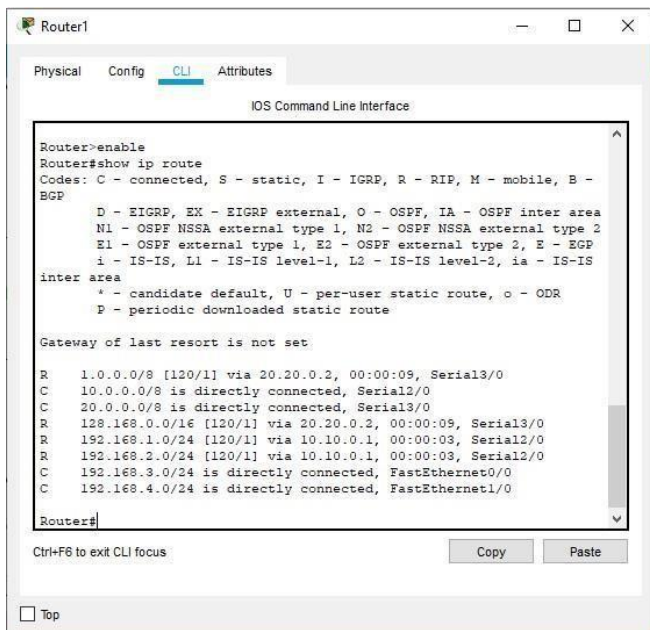 Router1
Physical Config CLI Attributes
IOS Command Line Interface
Router>enable
Router#show ip route
Codes: C - connected, S - static, I - IGRP, R - RIP, M - mobile, B -
BGP
D - EIGRP, EX - EIGRP external, O - OSPF, IA - OSPF inter area
N1 - OSPF NSSA external type 1, N2 - OSPF NSSA external type 2
E1 - OSPF external type 1, E2 - OSPF external type 2, E - EGP
i - IS-IS, L1 - IS-IS level-1, L2 - IS-IS level-2, ia - IS-IS
inter area
* - candidate default, U - per-user static route, o - ODR
P - periodic downloaded static route
Gateway of last resort is not set
R 1.0.0.0/8 [120/1] via 20.20.0.2, 00:00:09, Serial3/0
C 10.0.0.0/8 is directly connected, Serial2/0
C 20.0.0.0/8 is directly connected, Serial3/0
R 128.168.0.0/16 [120/1] via 20.20.0.2, 00:00:09, Serial3/0
R 192.168.1.0/24 [120/1] via 10.10.0.1, 00:00:03, Serial2/0
R 192.168.2.0/24 [120/1] via 10.10.0.1, 00:00:03, Serial2/0
C 192.168.3.0/24 is directly connected, FastEthernet0/0
C 192.168.4.0/24 is directly connected, FastEthernet1/0
Router#
Ctrl+F6 to exit CLI focus Copy Paste
Top